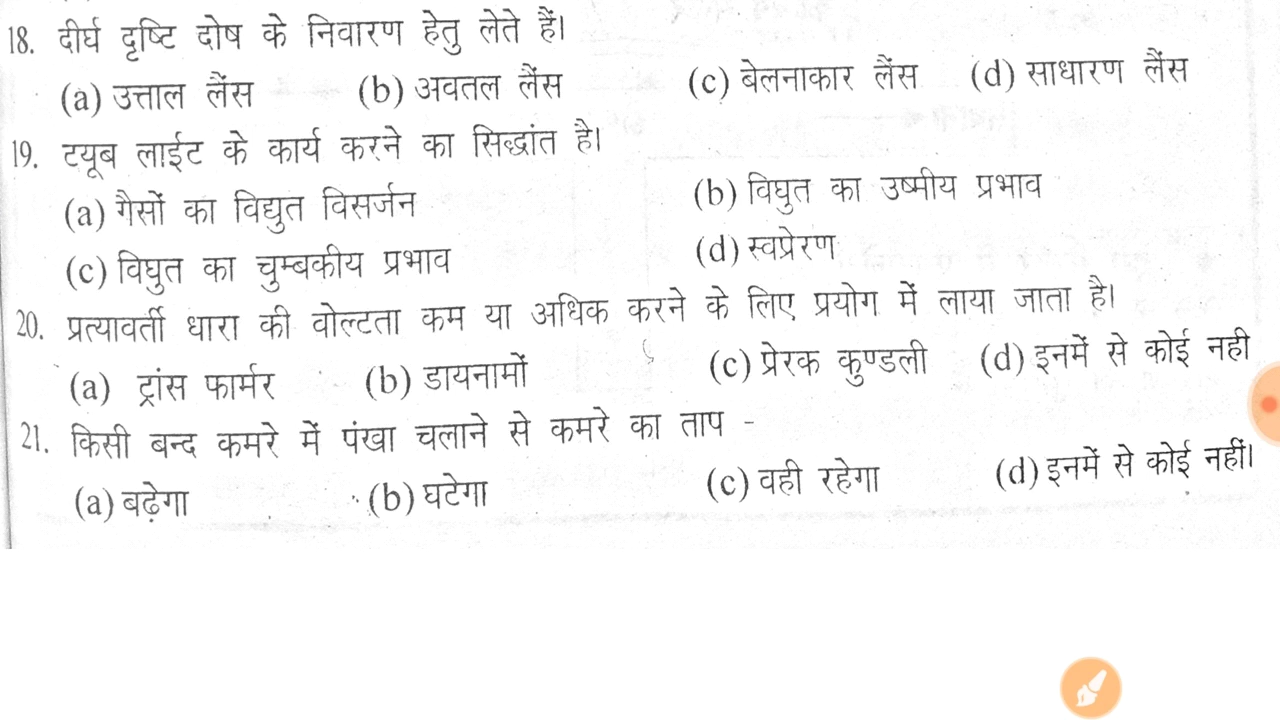 18. दीर्घ दृष्टि दोष के निवारण हेतु लेते हैं।
(a) उत्ताल लैंस (b) अवतल लैंस (c) बेलनाकार लैंस (d) साधारण लैंस
19. टयूब लाईट के कार्य करने का सिद्धांत है।
(a) गैसों का विद्युत विसर्जन (b) विघुत का उष्मीय प्रभाव
(c) विघुत का चुम्बकीय प्रभाव (d) स्वप्रेरण
20. प्रत्यावर्ती धारा की वोल्टता कम या अधिक करने के लिए प्रयोग में लाया जाता है।
(a) ट्रांस फार्मर (b) डायनामों (c) प्रेरक कुण्डली (d) इनमें से कोई नही
21. किसी बन्द कमरे में पंखा चलाने से कमरे का ताप -
(a) बढ़ेगा (b) घटेगा (c) वही रहेगा (d) इनमें से कोई नहीं।